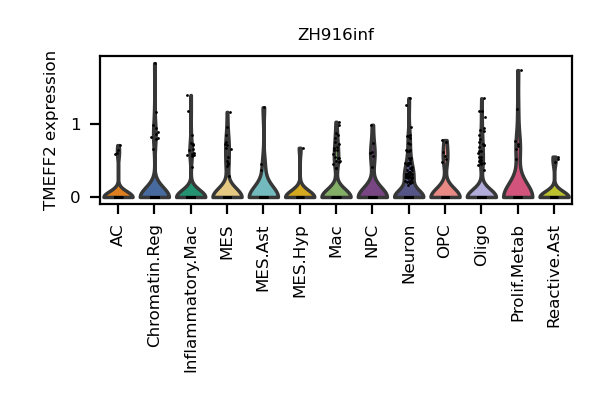 ZH916inf
TMEFF2 expression
1
0
AC
Chromatin.Reg
Inflammatory.Mac
MES
MES.Ast
MES.Hyp
Mac
NPC
Neuron
OPC
Oligo
Prolif.Metab
Reactive.Ast